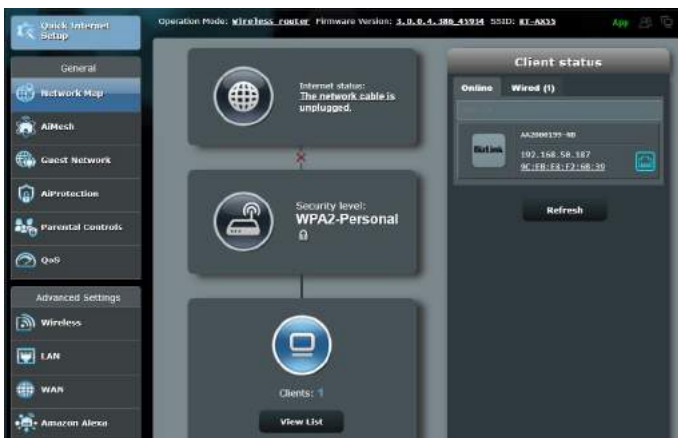 Quick Internet
Setup
Operation Mode: Wireless router Firmware Version: 3.0.0.4.386_45934 SSID: RT-AX55
App
General
Network Map
AiMesh
Guest Network
AiProtection
Parental Controls
QoS
Advanced Settings
Wireless
LAN
WAN
Amazon Alexa
Internet status:
The network cable is
unplugged.
Security level:
WPA2-Personal
Clients: 1
View List
Client status
Online Wired (1)
AA2000199-NB
192.168.50.187
Refresh